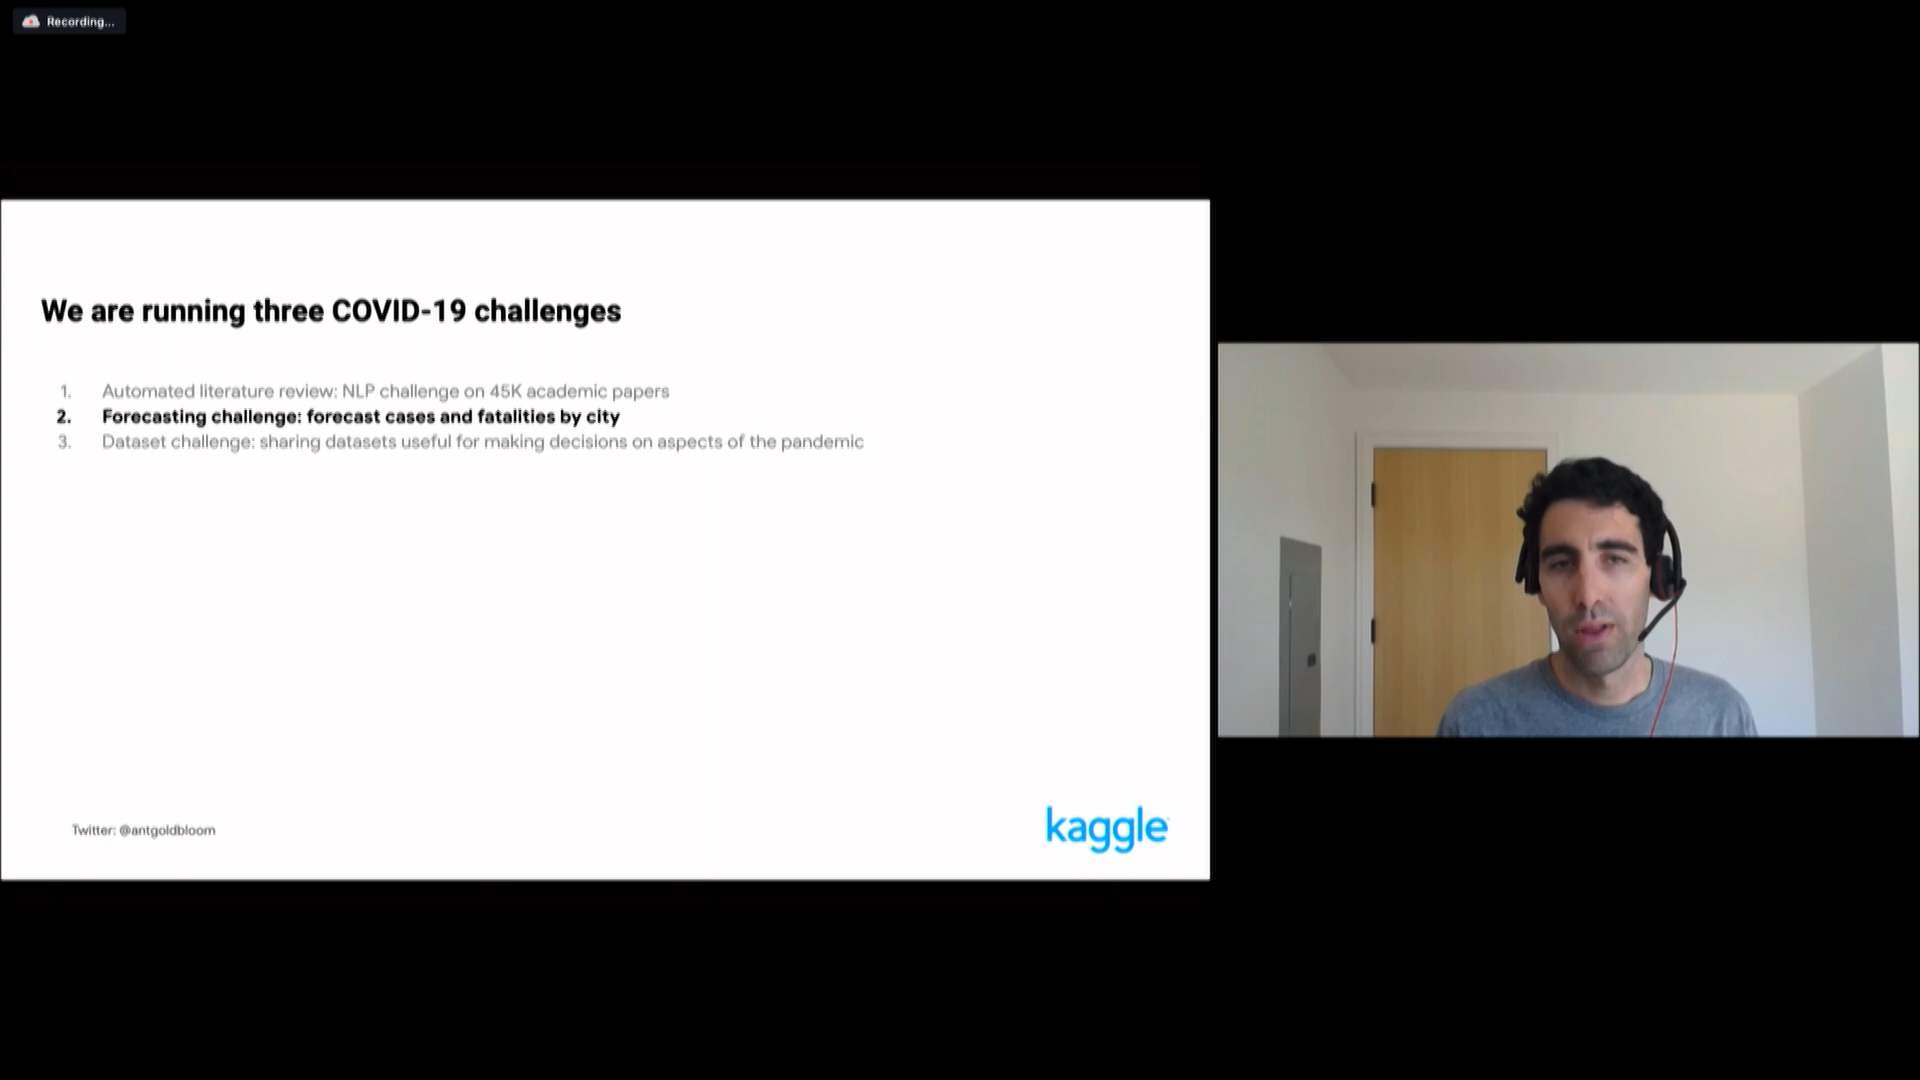 Recording...
We are running three COVID-19 challenges
1. Automated literature review: NLP challenge on 45K academic papers
2. Forecasting challenge: forecast cases and fatalities by city
3. Dataset challenge: sharing datasets useful for making decisions on aspects of the pandemic
Twitter: @antgoldbloom
kaggle